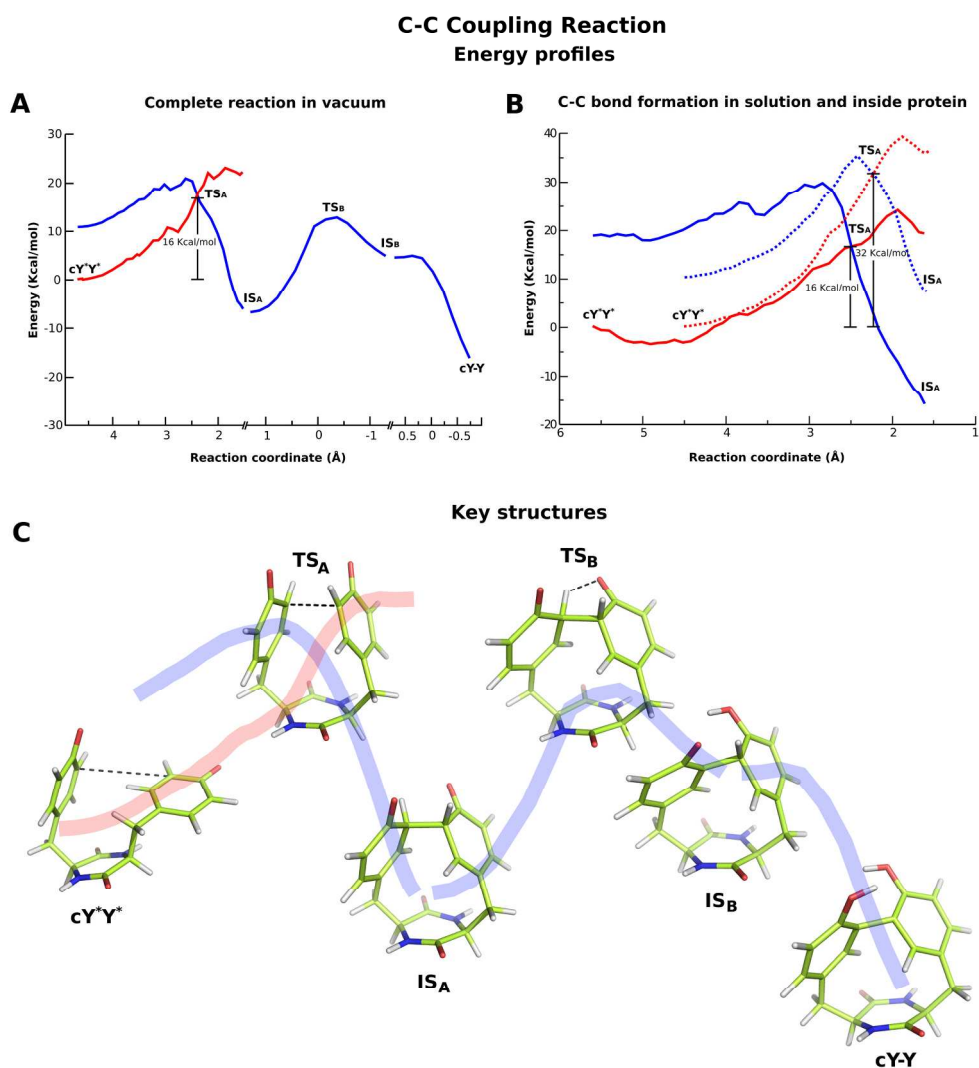 C-C Coupling Reaction
Energy profiles
A
Complete reaction in vacuum
30
20
10
0
-10
-20
-30
Energy (Kcal/mol)
cY*Y*
16 Kcal/mol
TSA
ISA
TSB
ISB
cY-Y
4
3
2
1
0
-1
0.5
0
-0.5
Reaction coordinate (Å)
B
C-C bond formation in solution and inside protein
40
30
20
10
0
-10
-20
Energy (Kcal/mol)
TSA
TSA
32 Kcal/mol
16 Kcal/mol
ISA
cY*Y*
cY*Y*
ISA
6
5
4
3
2
1
Reaction coordinate (Å)
Key structures
C
TSA
TSB
cY*Y*
ISA
ISB
cY-Y